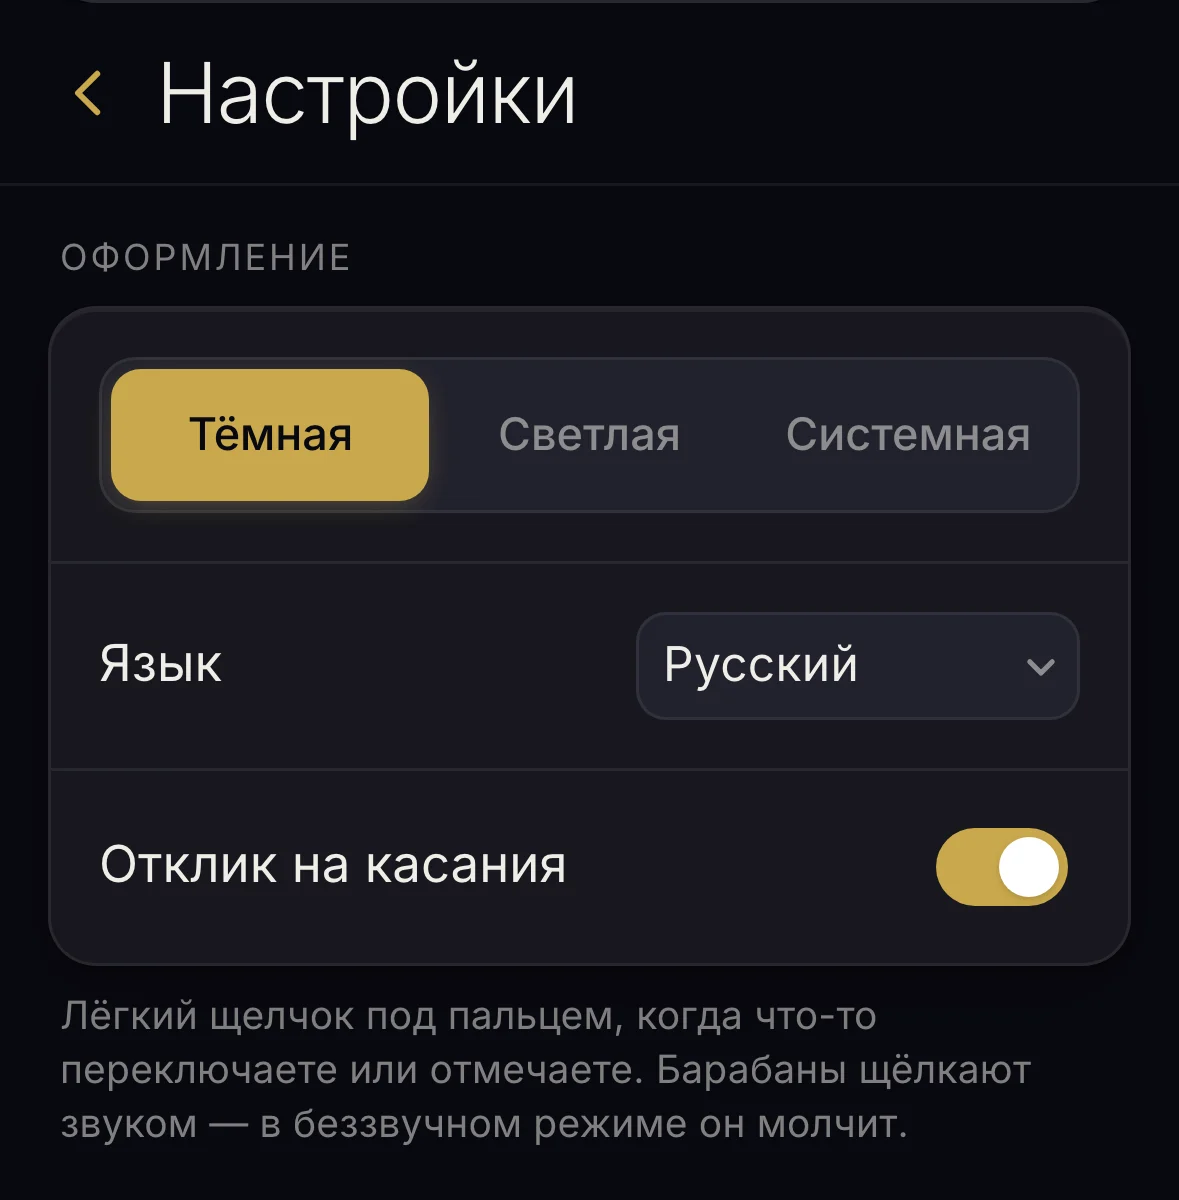 Настройки
ОФОРМЛЕНИЕ
Тёмная Светлая Системная
Язык Русский
Отклик на касания
Лёгкий щелчок под пальцем, когда что-то
переключаете или отмечаете. Барабаны щёлкают
звуком — в беззвучном режиме он молчит.